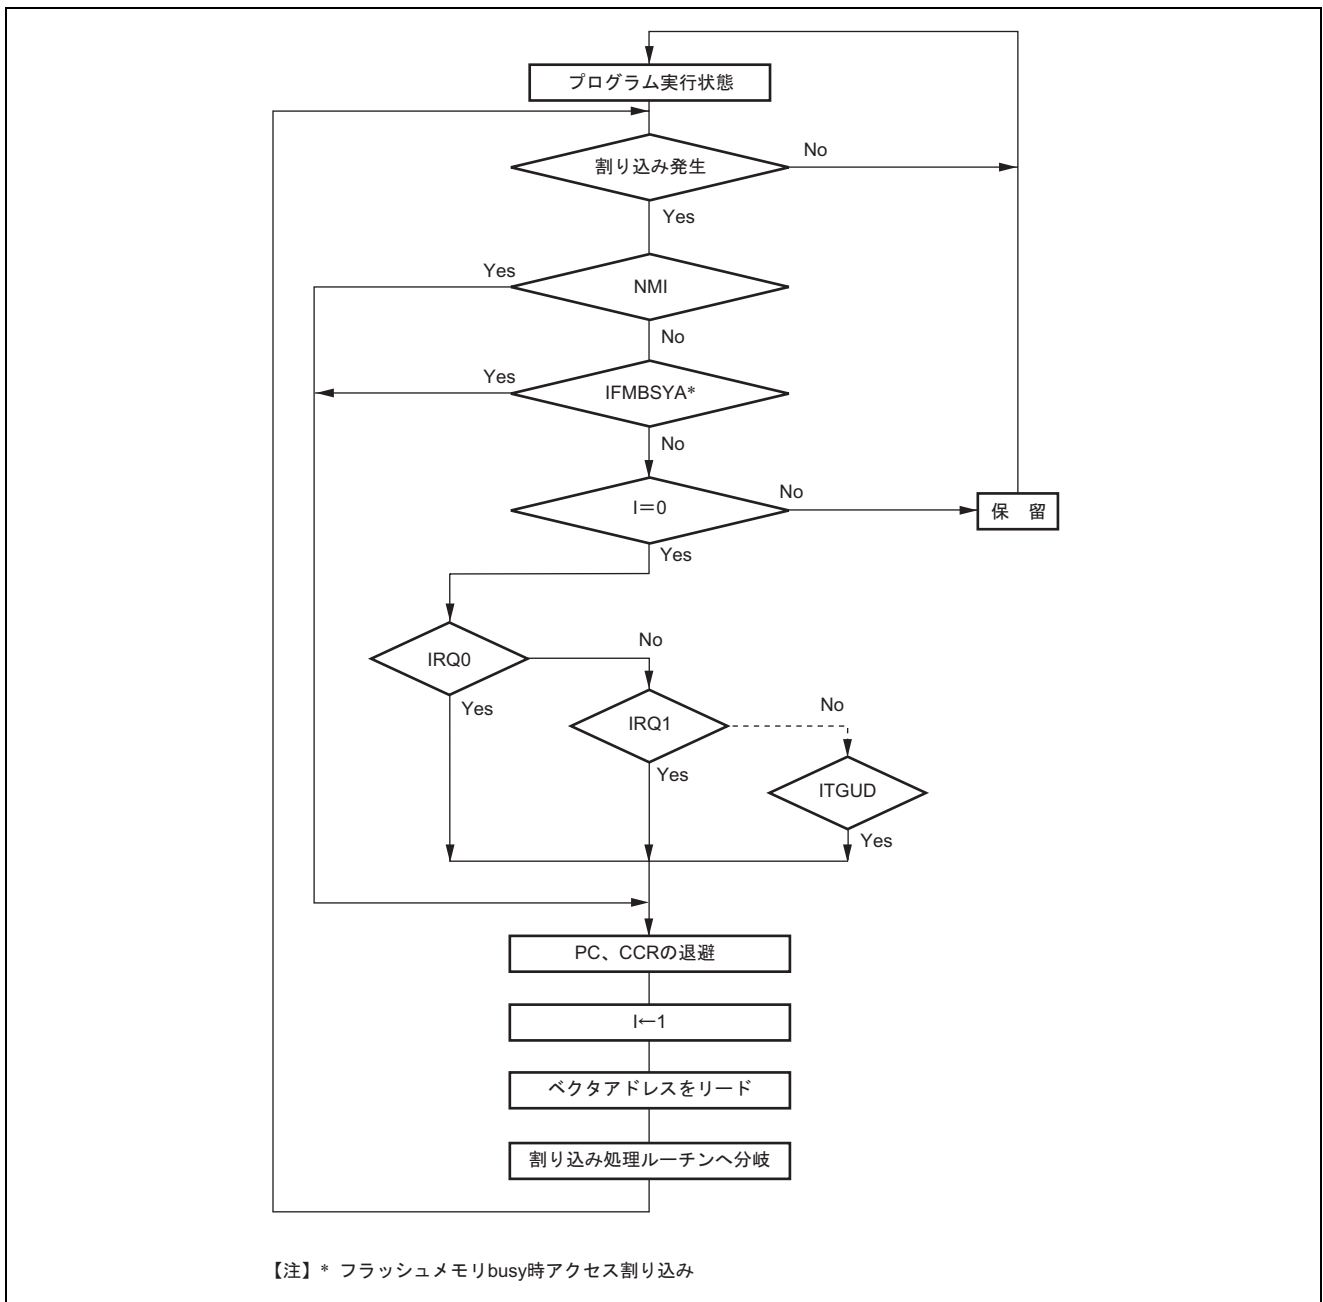 プログラム実行状態
割り込み発生
No
Yes
NMI
Yes
No
IFMBSYA*
Yes
No
I＝0
No
保　留
Yes
IRQ0
No
Yes
IRQ1
No
Yes
ITGUD
Yes
PC、CCRの退避
I←1
ベクタアドレスをリード
割り込み処理ルーチンへ分岐
【注】* フラッシュメモリbusy時アクセス割り込み